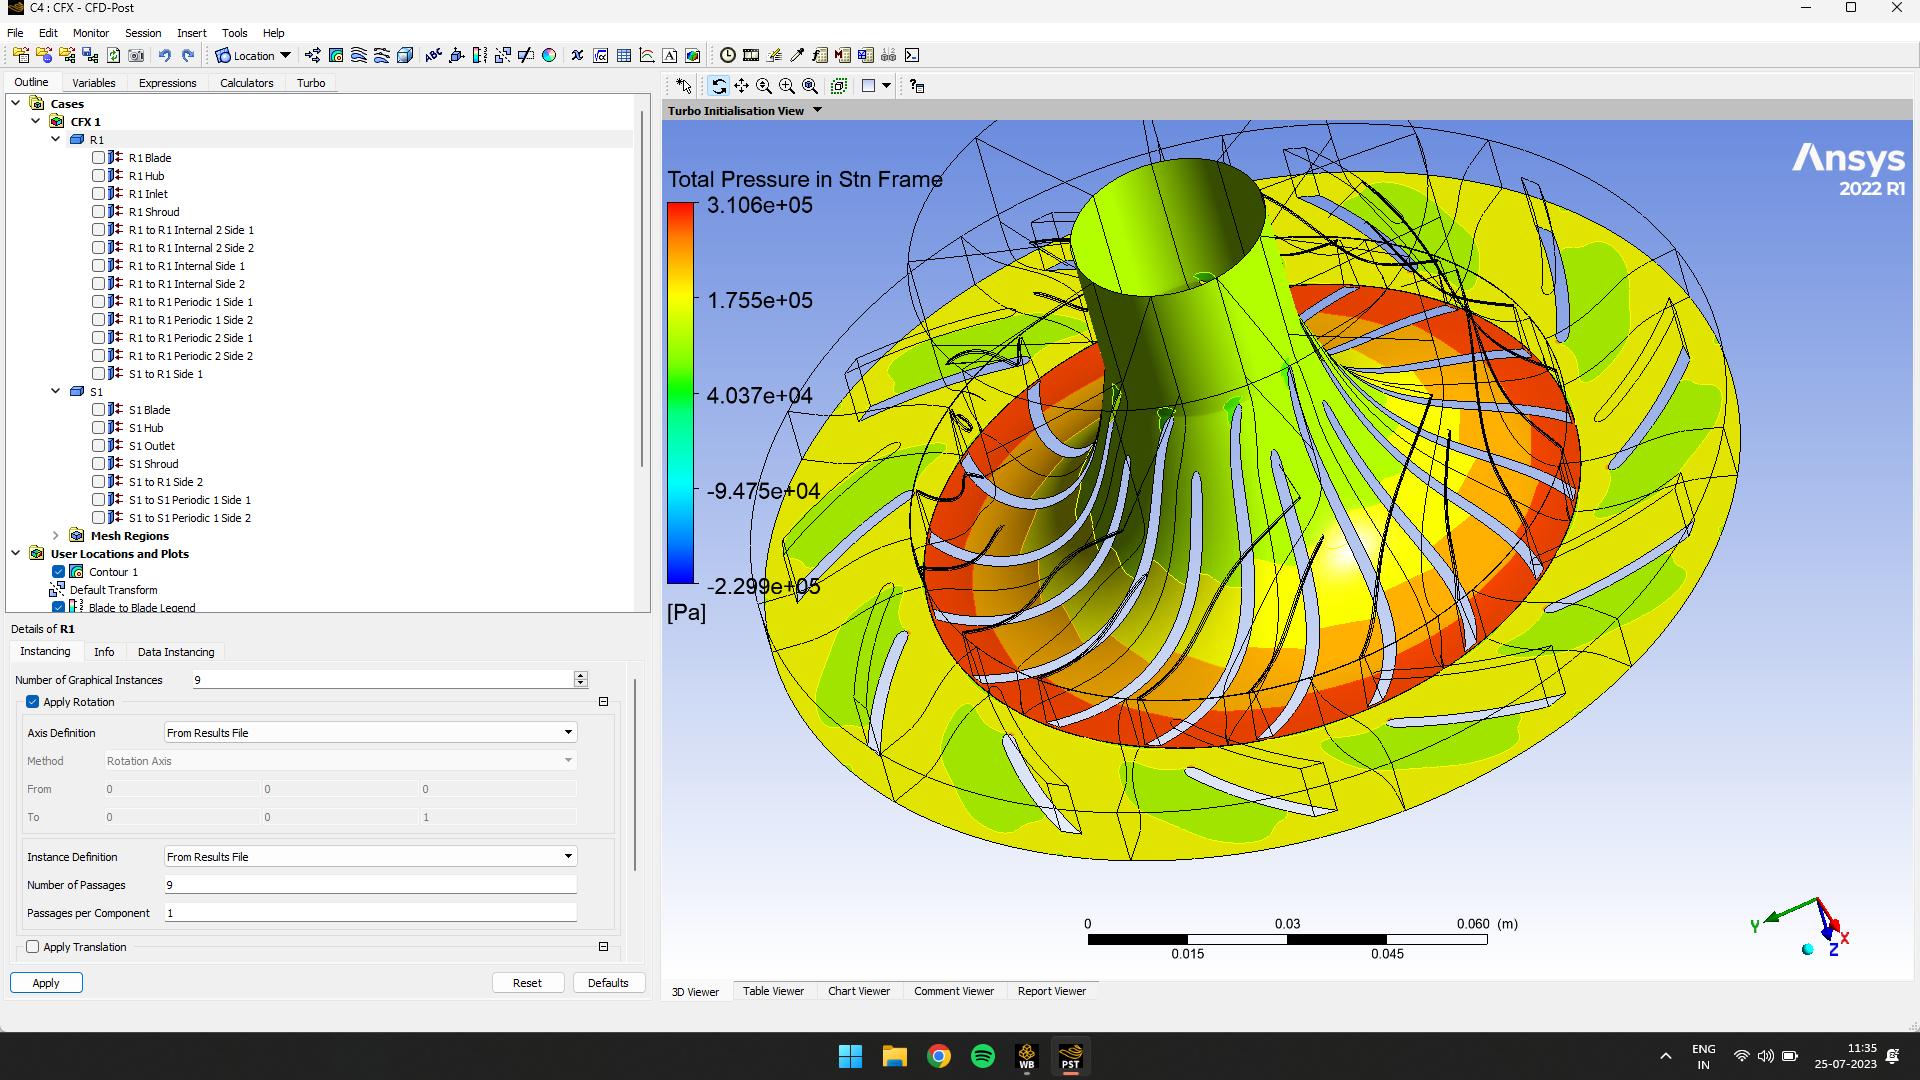 C4 : CFX - CFD-Post
File Edit Monitor Session Insert Tools Help
Location
Outline Variables Expressions Calculators Turbo
Cases
CFX 1
R1
R1 Blade
R1 Hub
R1 Inlet
R1 Shroud
R1 to R1 Internal 2 Side 1
R1 to R1 Internal 2 Side 2
R1 to R1 Internal Side 1
R1 to R1 Internal Side 2
R1 to R1 Periodic 1 Side 1
R1 to R1 Periodic 1 Side 2
R1 to R1 Periodic 2 Side 1
R1 to R1 Periodic 2 Side 2
S1 to R1 Side 1
S1
S1 Blade
S1 Hub
S1 Outlet
S1 Shroud
S1 to R1 Side 2
S1 to S1 Periodic 1 Side 1
S1 to S1 Periodic 1 Side 2
Mesh Regions
User Locations and Plots
Contour 1
Default Transform
Blade to Blade Legend
Details of R1
Instancing Info Data Instancing
Number of Graphical Instances 9
Apply Rotation
Axis Definition From Results File
Method Rotation Axis
From 0 0 0
To 0 0 1
Instance Definition From Results File
Number of Passages 9
Passages per Component 1
Apply Translation
Apply Reset Defaults
Turbo Initialisation View
Total Pressure in Stn Frame
3.106e+05
1.755e+05
4.037e+04
-9.475e+04
-2.299e+05
[Pa]
Ansys
2022 R1
0 0.03 0.060 (m)
0.015 0.045
Y X Z
3D Viewer Table Viewer Chart Viewer Comment Viewer Report Viewer
WB
PST
ENG
IN
11:35
25-07-2023